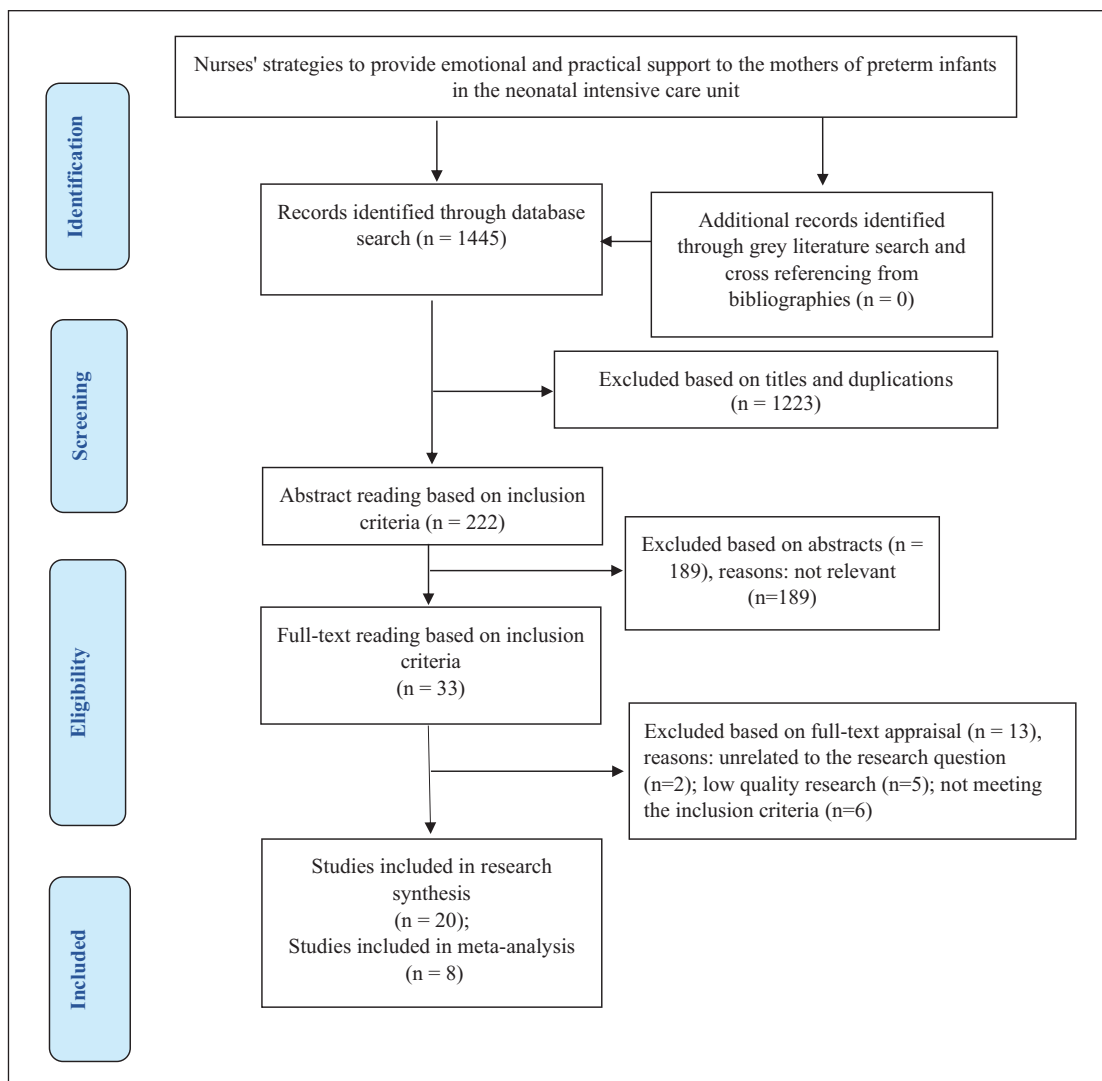 Nurses' strategies to provide emotional and practical support to the mothers of preterm infants
in the neonatal intensive care unit
Identification
Records identified through database
search (n = 1445)
Additional records identified
through grey literature search and
cross referencing from
bibliographies (n = 0)
Screening
Excluded based on titles and duplications
(n = 1223)
Abstract reading based on inclusion
criteria (n = 222)
Excluded based on abstracts (n =
189), reasons: not relevant
(n=189)
Eligibility
Full-text reading based on inclusion
criteria
(n = 33)
Excluded based on full-text appraisal (n = 13),
reasons: unrelated to the research question
(n=2); low quality research (n=5); not meeting
the inclusion criteria (n=6)
Included
Studies included in research
synthesis
(n = 20);
Studies included in meta-analysis
(n = 8)